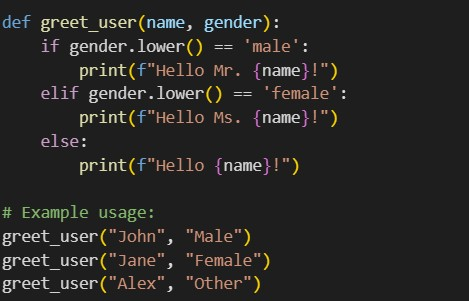 def greet_user(name, gender):
    if gender.lower() == 'male':
        print(f"Hello Mr. {name}!")
    elif gender.lower() == 'female':
        print(f"Hello Ms. {name}!")
    else:
        print(f"Hello {name}!")

# Example usage:
greet_user("John", "Male")
greet_user("Jane", "Female")
greet_user("Alex", "Other")